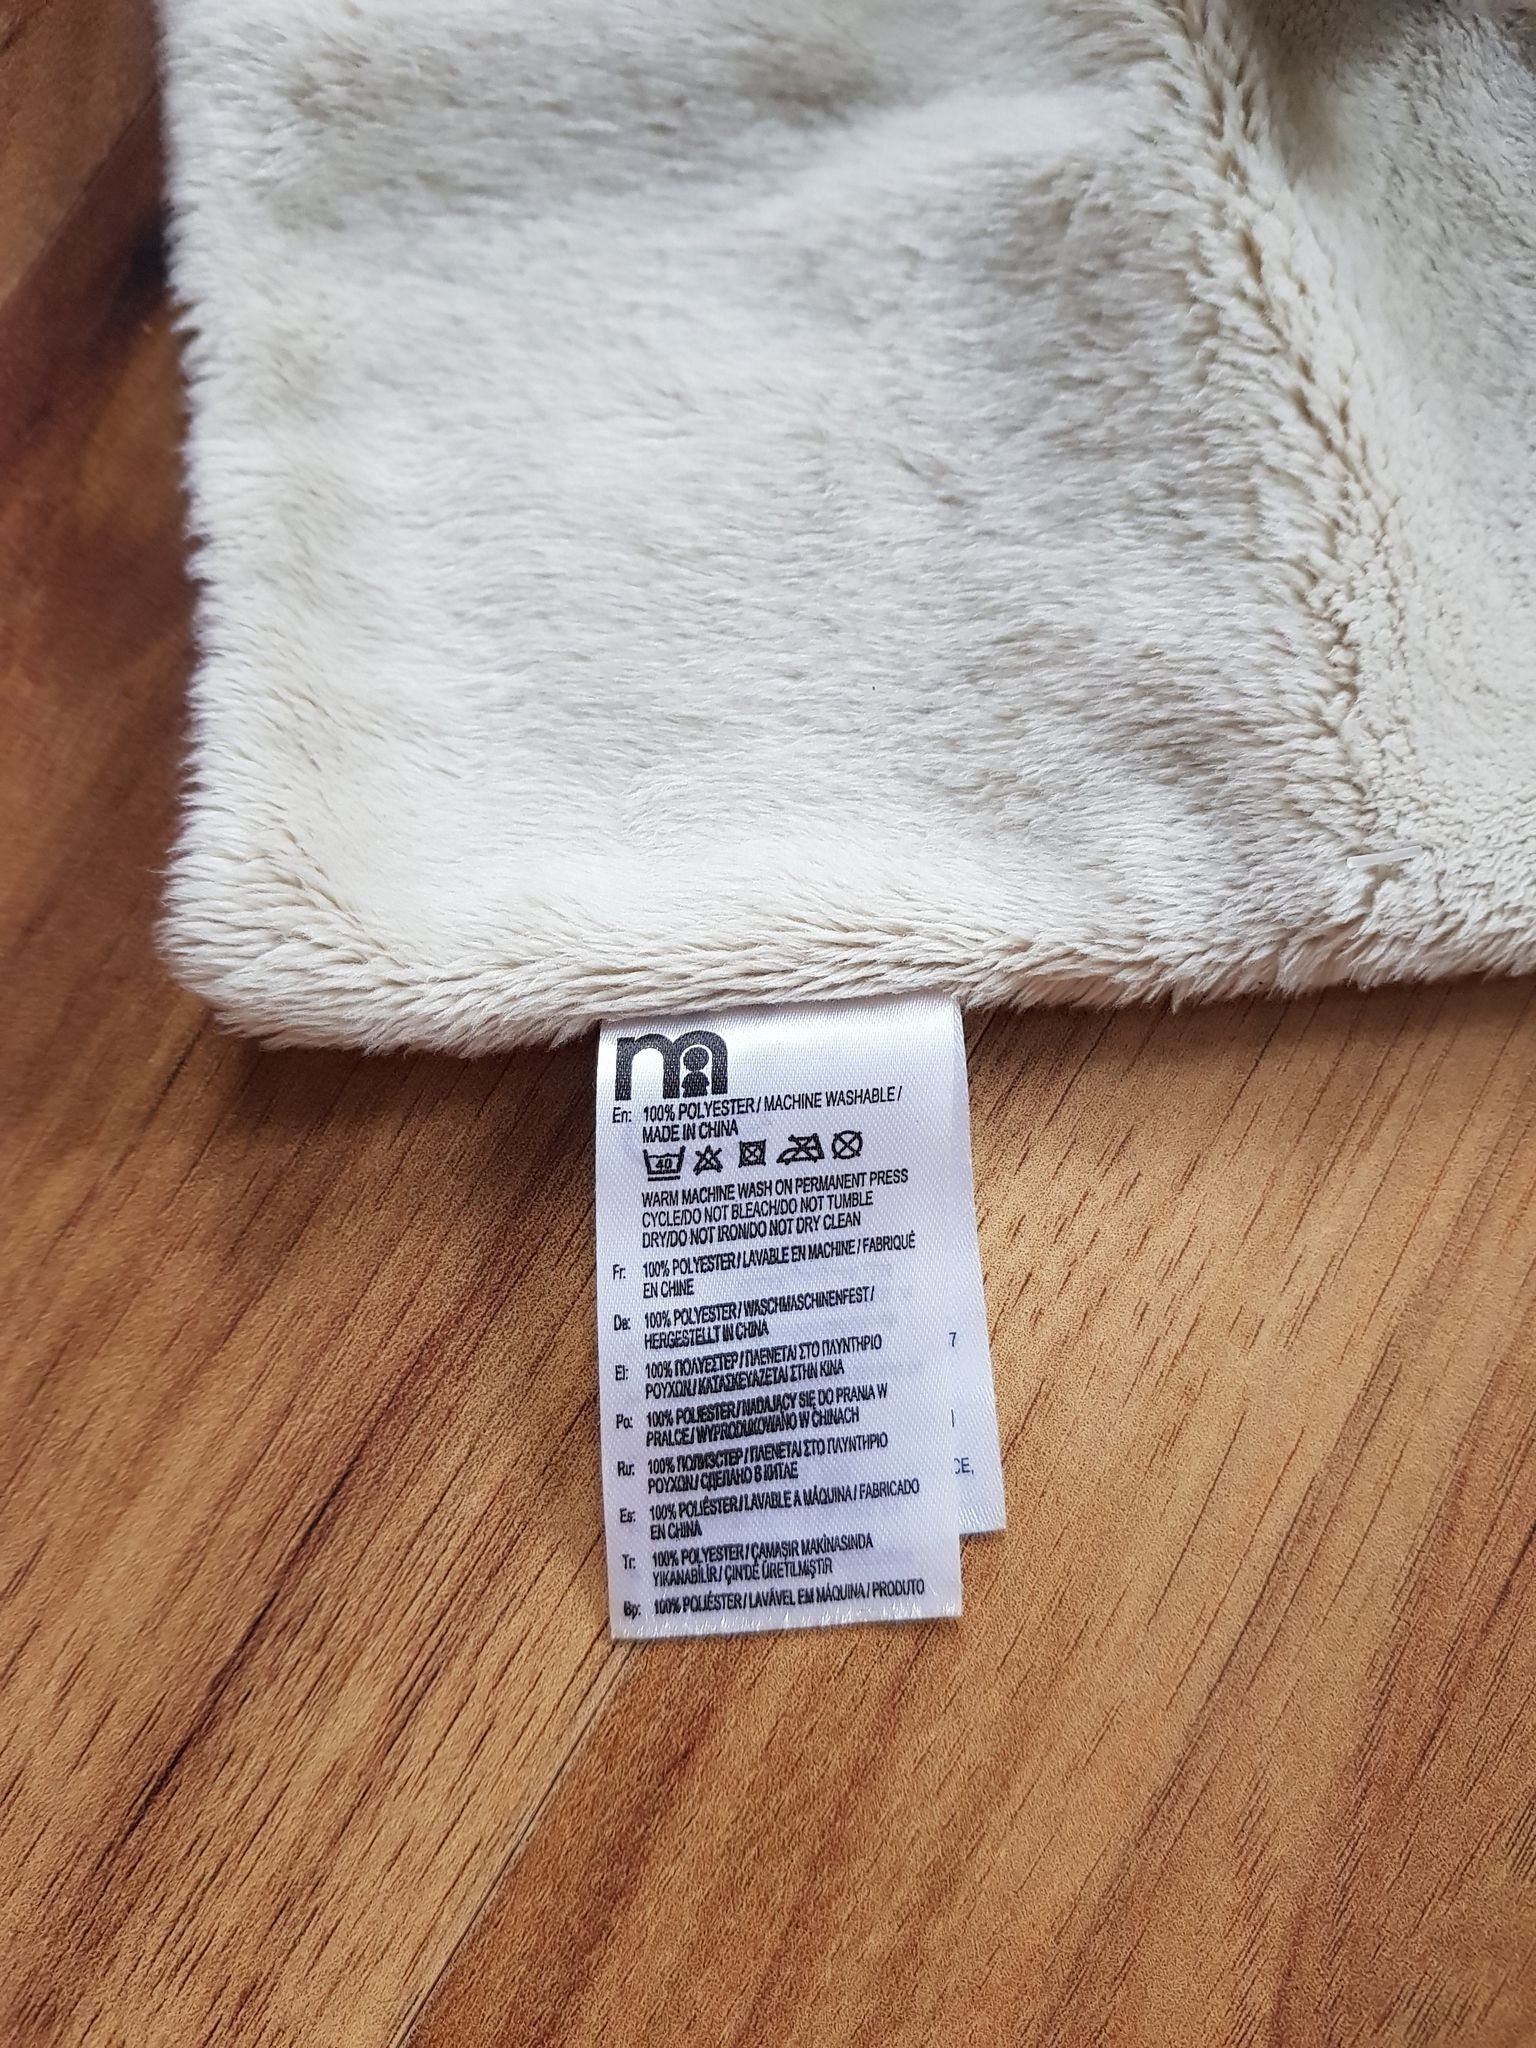 m
En: 100% POLYESTER / MACHINE WASHABLE /
MADE IN CHINA
40
WARM MACHINE WASH ON PERMANENT PRESS
CYCLE/DO NOT BLEACH/DO NOT TUMBLE
DRY/DO NOT IRON/DO NOT DRY CLEAN
Fr: 100% POLYESTER / LAVABLE EN MACHINE / FABRIQUÉ
EN CHINE
De: 100% POLYESTER / WASCHMASCHINENFEST /
HERGESTELLT IN CHINA
El: 100% ΠΟΛΥΕΣΤΕΡ / ΠΛΕΝΕΤΑΙ ΣΤΟ ΠΛΥΝΤΗΡΙΟ
ΡΟΥΧΩΝ / ΚΑΤΑΣΚΕΥΑΖΕΤΑΙ ΣΤΗΝ ΚΙΝΑ
Po: 100% POLIESTER / NADAJĄCY SIĘ DO PRANIA W
PRALCE / WYPRODUKOWANO W CHINACH
Ru: 100% ПОЛИЭСТЕР / ΠΛΕΝΕΤΑΙ ΣΤΟ ΠΛΥΝΤΗΡΙΟ
ΡΟΥΧΩΝ / СДЕЛАНО В КИТАЕ
Es: 100% POLIÉSTER / LAVABLE A MÁQUINA / FABRICADO
EN CHINA
Tr: 100% POLYESTER / ÇAMAŞIR MAKİNASINDA
YIKANABİLİR / ÇIN'DE ÜRETILMIŞTIR
Bp: 100% POLIÉSTER / LAVÁVEL EM MÁQUINA / PRODUTO
7
CE,